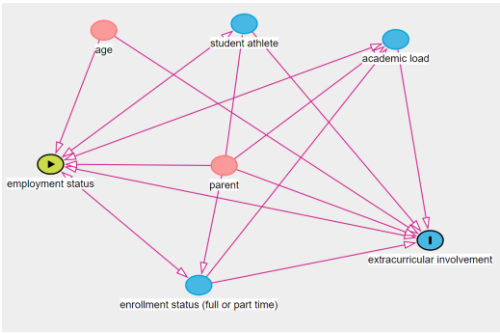 student athlete
age
academic load
employment status
parent
extracurricular involvement
enrollment status (full or part time)